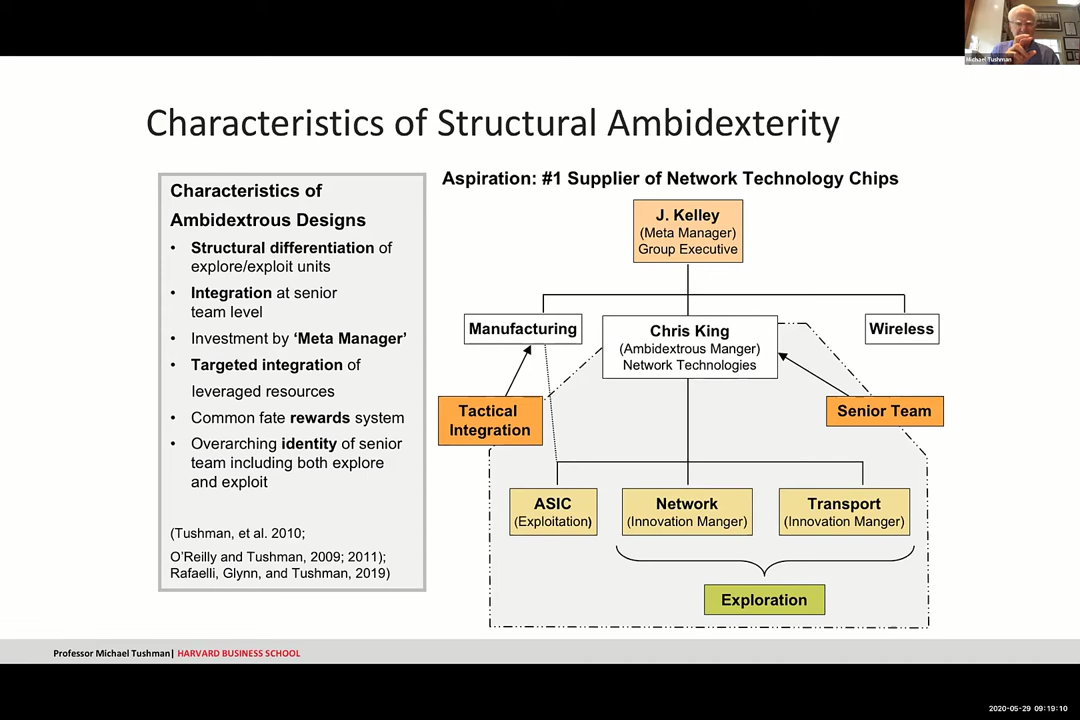 Michael Tushman
Characteristics of Structural Ambidexterity
Characteristics of
Ambidextrous Designs
• Structural differentiation of
explore/exploit units
• Integration at senior
team level
• Investment by ‘Meta Manager’
• Targeted integration of
leveraged resources
• Common fate rewards system
• Overarching identity of senior
team including both explore
and exploit
(Tushman, et al. 2010;
O’Reilly and Tushman, 2009; 2011);
Rafaelli, Glynn, and Tushman, 2019)
Aspiration: #1 Supplier of Network Technology Chips
J. Kelley
(Meta Manager)
Group Executive
Manufacturing
Chris King
(Ambidextrous Manger)
Network Technologies
Wireless
Tactical
Integration
Senior Team
ASIC
(Exploitation)
Network
(Innovation Manger)
Transport
(Innovation Manger)
Exploration
Professor Michael Tushman| HARVARD BUSINESS SCHOOL
2020-05-29 09:19:10